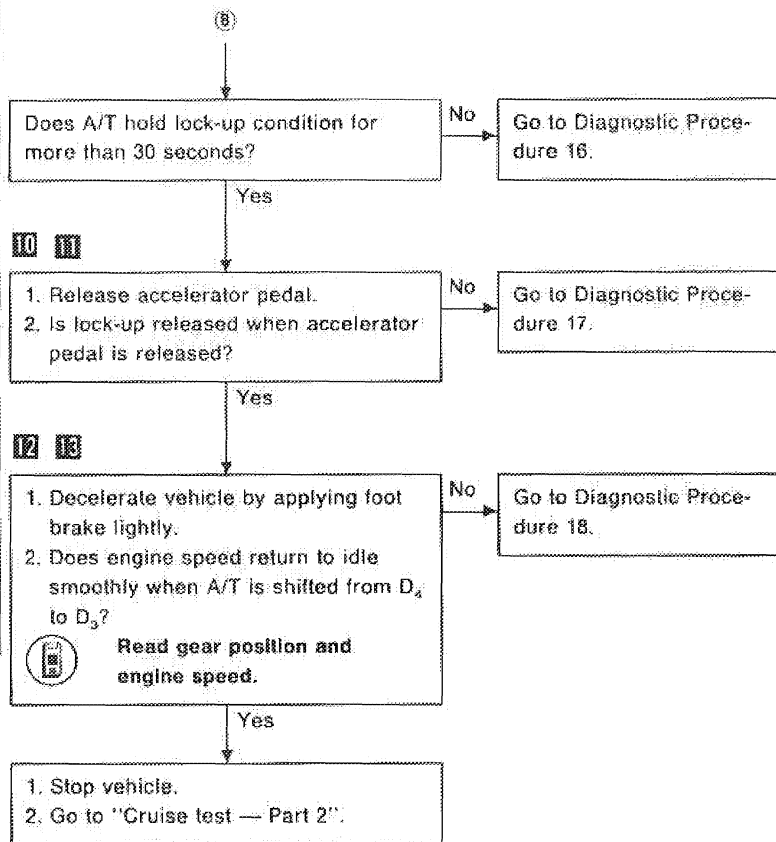 Ⓑ
Does A/T hold lock-up condition for
more than 30 seconds?
No
Go to Diagnostic Proce-
dure 16.
Yes
10 11
1. Release accelerator pedal.
2. Is lock-up released when accelerator
pedal is released?
No
Go to Diagnostic Proce-
dure 17.
Yes
12 13
1. Decelerate vehicle by applying foot
brake lightly.
2. Does engine speed return to idle
smoothly when A/T is shifted from D₄
to D₃?
Read gear position and
engine speed.
No
Go to Diagnostic Proce-
dure 18.
Yes
1. Stop vehicle.
2. Go to "Cruise test — Part 2".